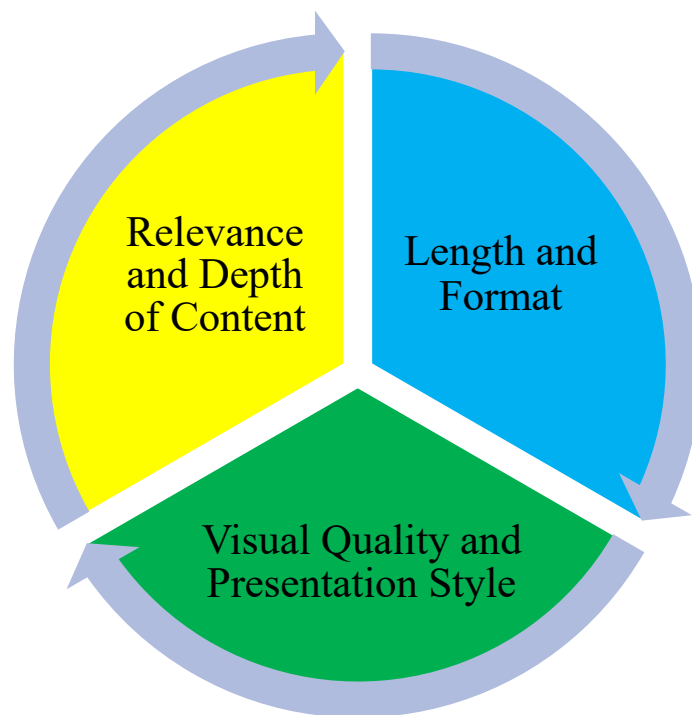 Relevance
and Depth
of Content
Length and
Format
Visual Quality and
Presentation Style